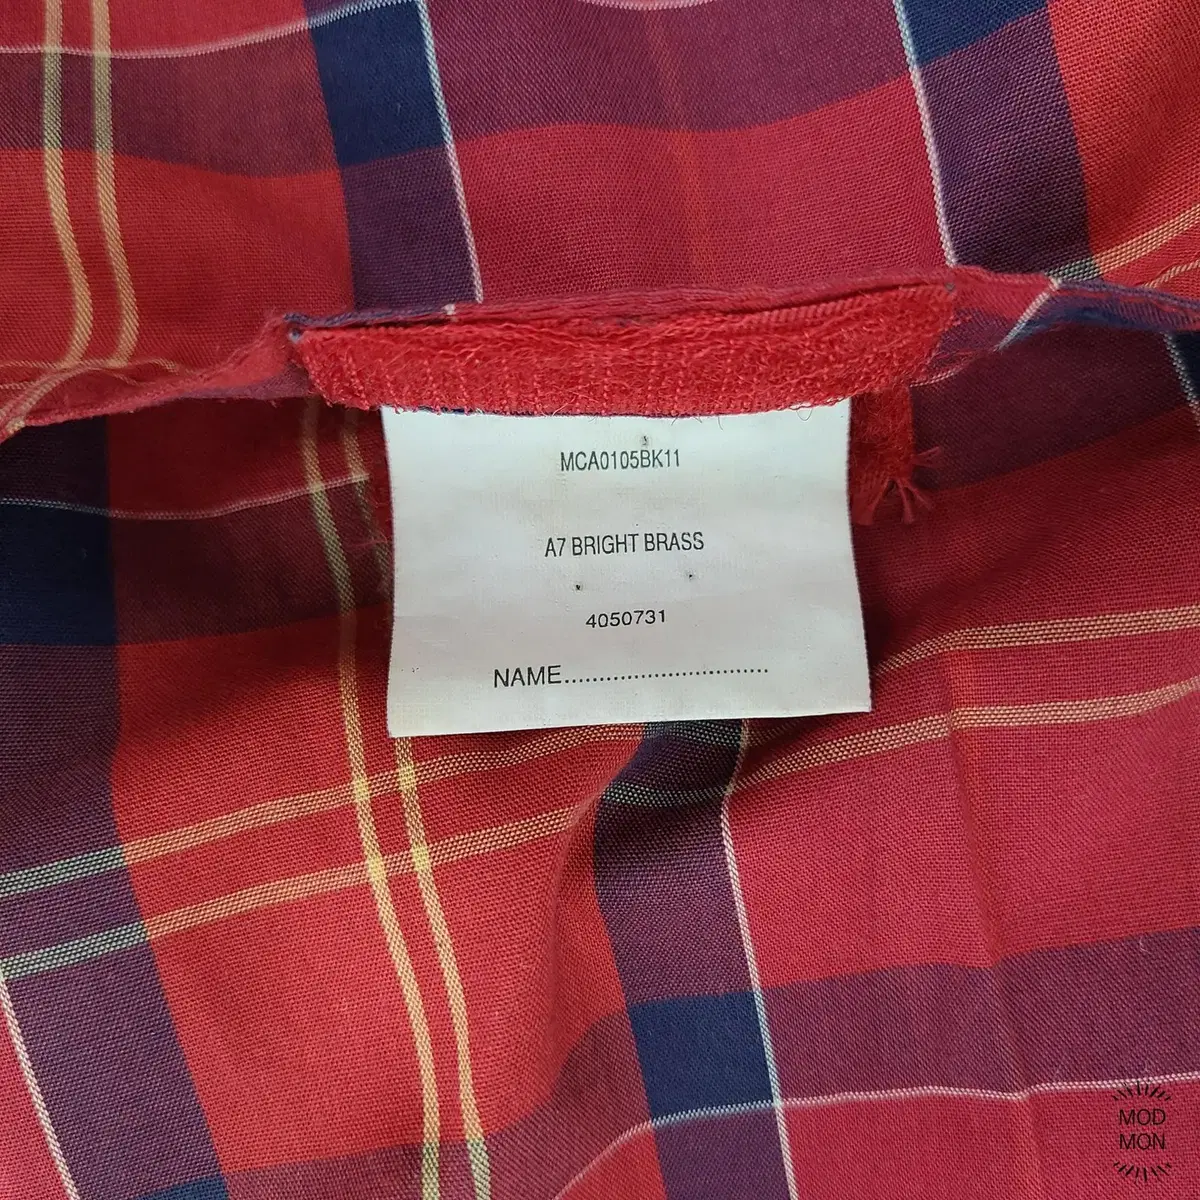 MCA0105BK11
A7 BRIGHT BRASS
4050731
NAME..............................
MOD
MON